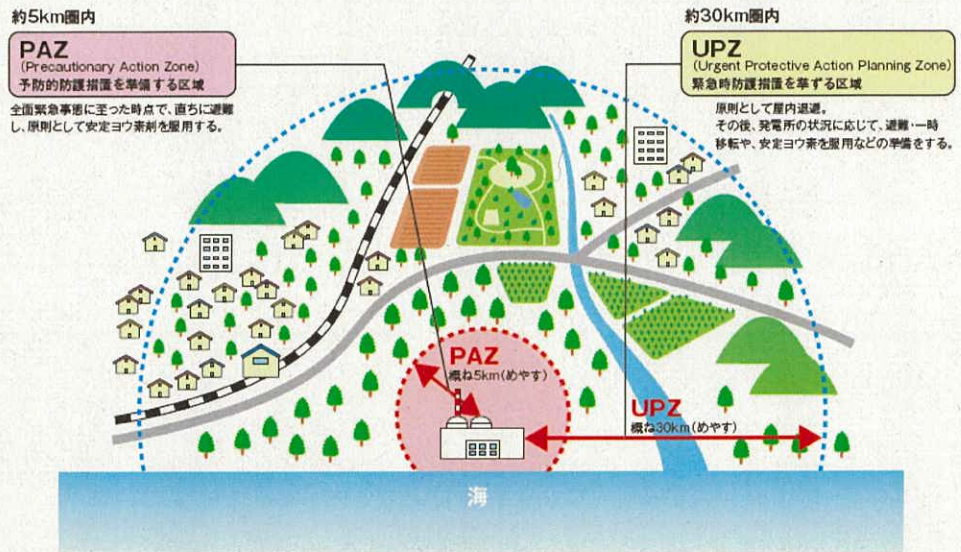 約5km圏内
PAZ
(Precautionary Action Zone)
予防的防護措置を準備する区域
全面緊急事態に至った時点で、直ちに避難
し、原則として安定ヨウ素剤を服用する。
約30km圏内
UPZ
(Urgent Protective Action Planning Zone)
緊急時防護措置を準ずる区域
原則として屋内退避。
その後、発電所の状況に応じて、避難・一時
移転や、安定ヨウ素を服用などの準備をする。
PAZ
概ね5km(めやす)
UPZ
概ね30km(めやす)
海